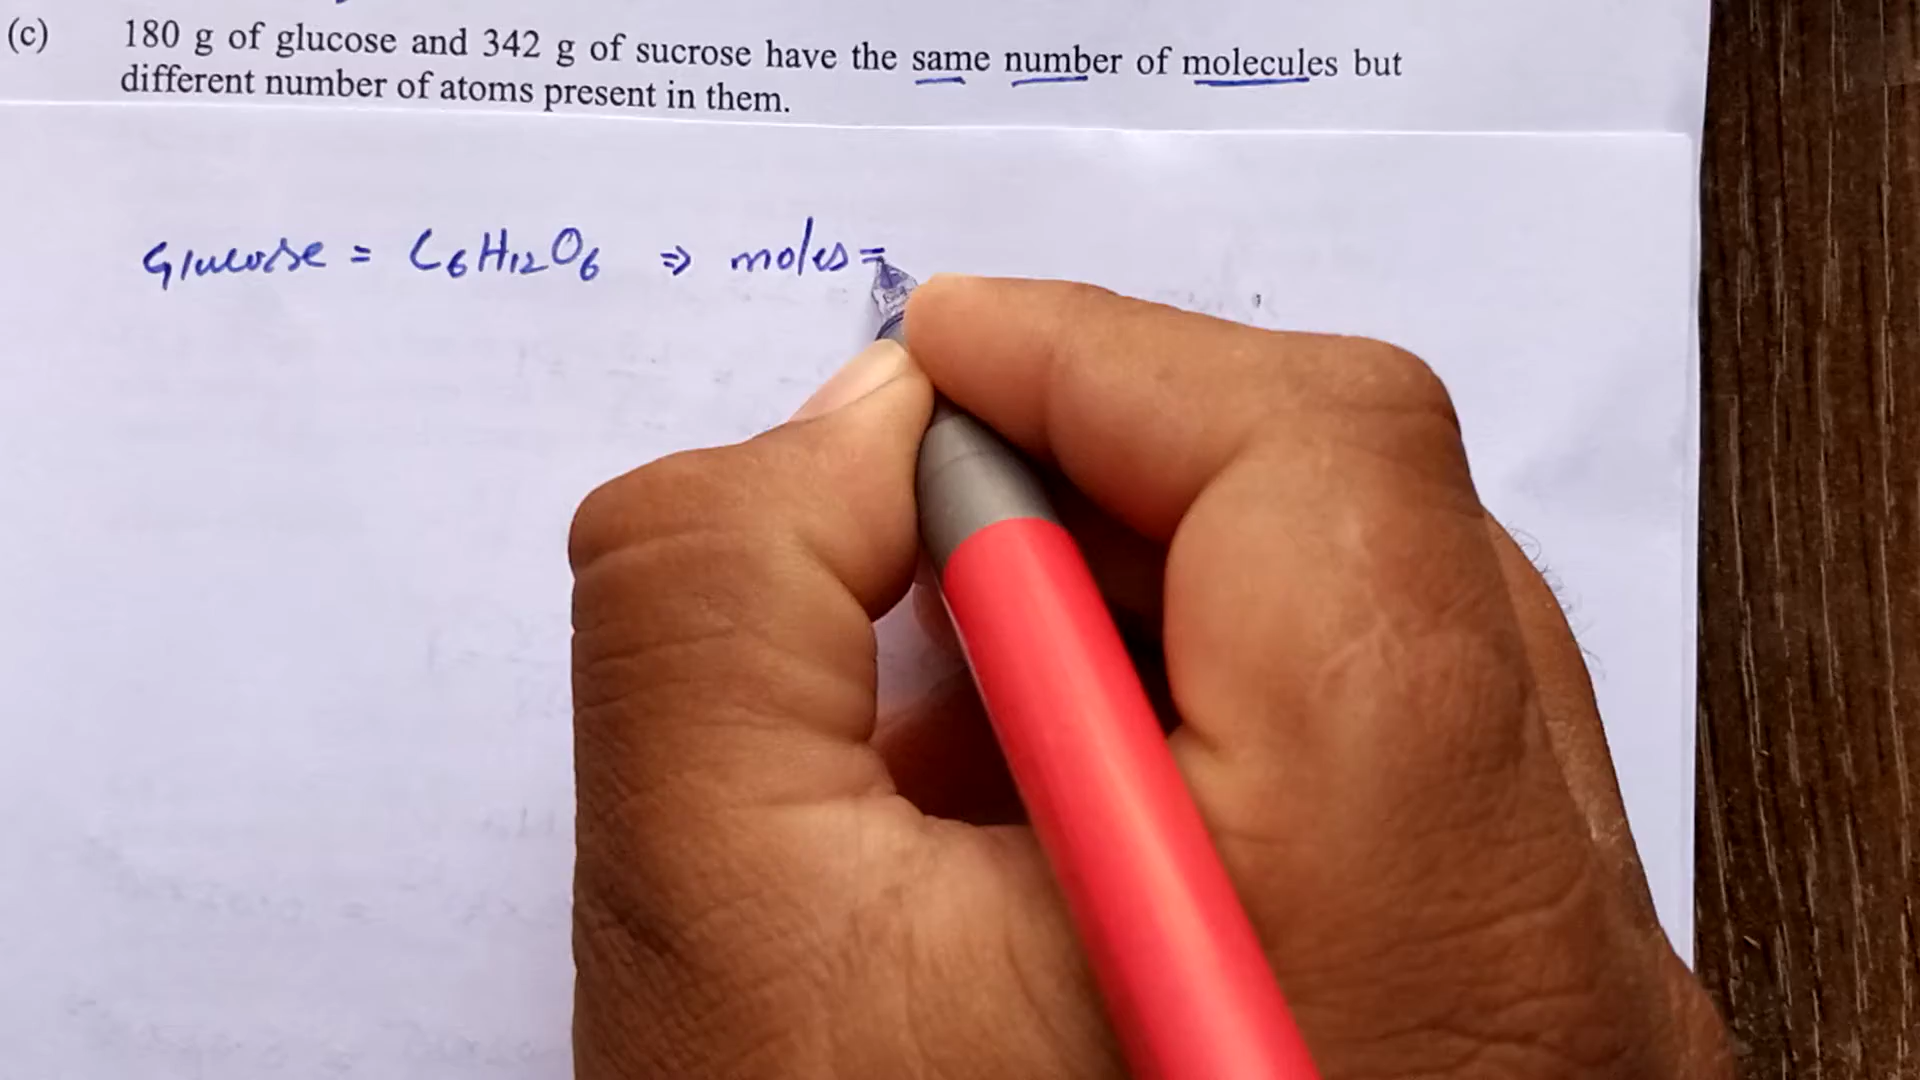 (c) 180 g of glucose and 342 g of sucrose have the same number of molecules but
different number of atoms present in them.
Glucose = C6H12O6 ⇒ moles =